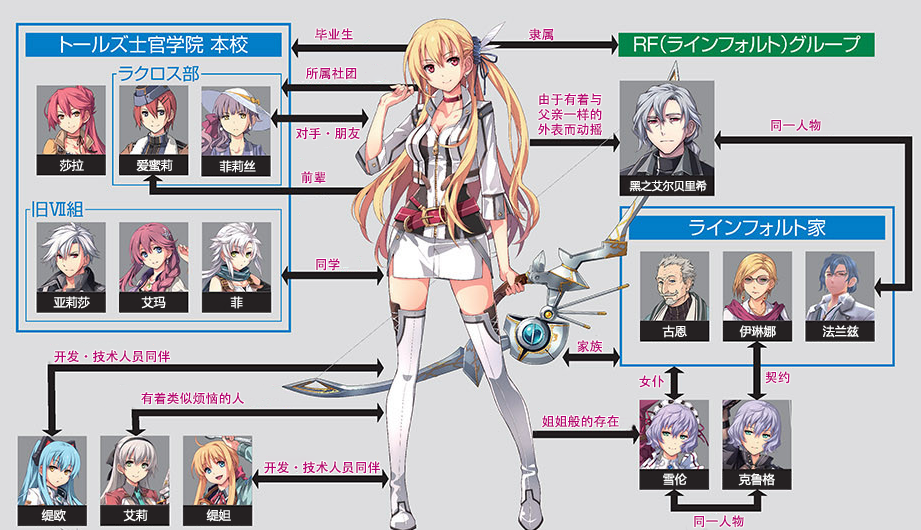 毕业生
隶属
トールズ士官学院 本校
RF(ラインフォルト)グループ
ラクロス部
所属社团
莎拉
爱蜜莉
菲莉丝
对手·朋友
由于有着与
父亲一样的
外表而动摇
黑之艾尔贝里希
同一人物
前辈
旧Ⅶ組
亚莉莎
艾玛
菲
同学
ラインフォルト家
古恩
伊琳娜
法兰兹
家族
开发·技术人员同伴
有着类似烦恼的人
女仆
契约
姐姐般的存在
缇欧
艾莉
缇妲
开发·技术人员同伴
雪伦
克鲁格
同一人物